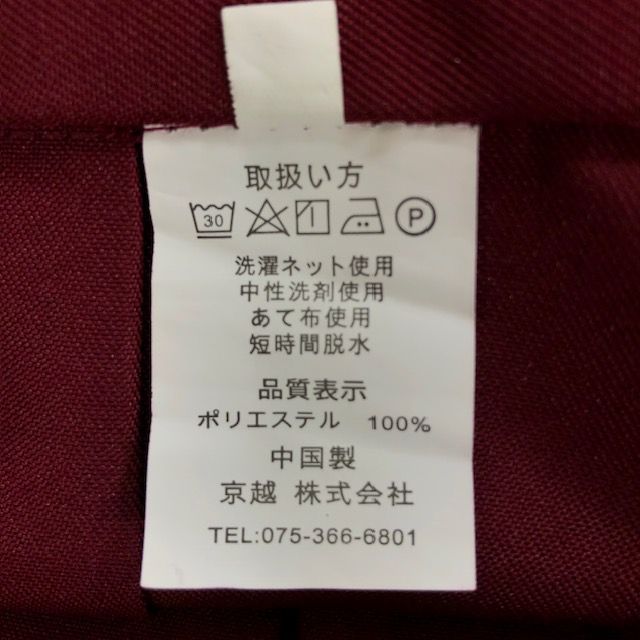 取扱い方
30 P
洗濯ネット使用
中性洗剤使用
あて布使用
短時間脱水
品質表示
ポリエステル 100%
中国製
京越 株式会社
TEL:075-366-6801